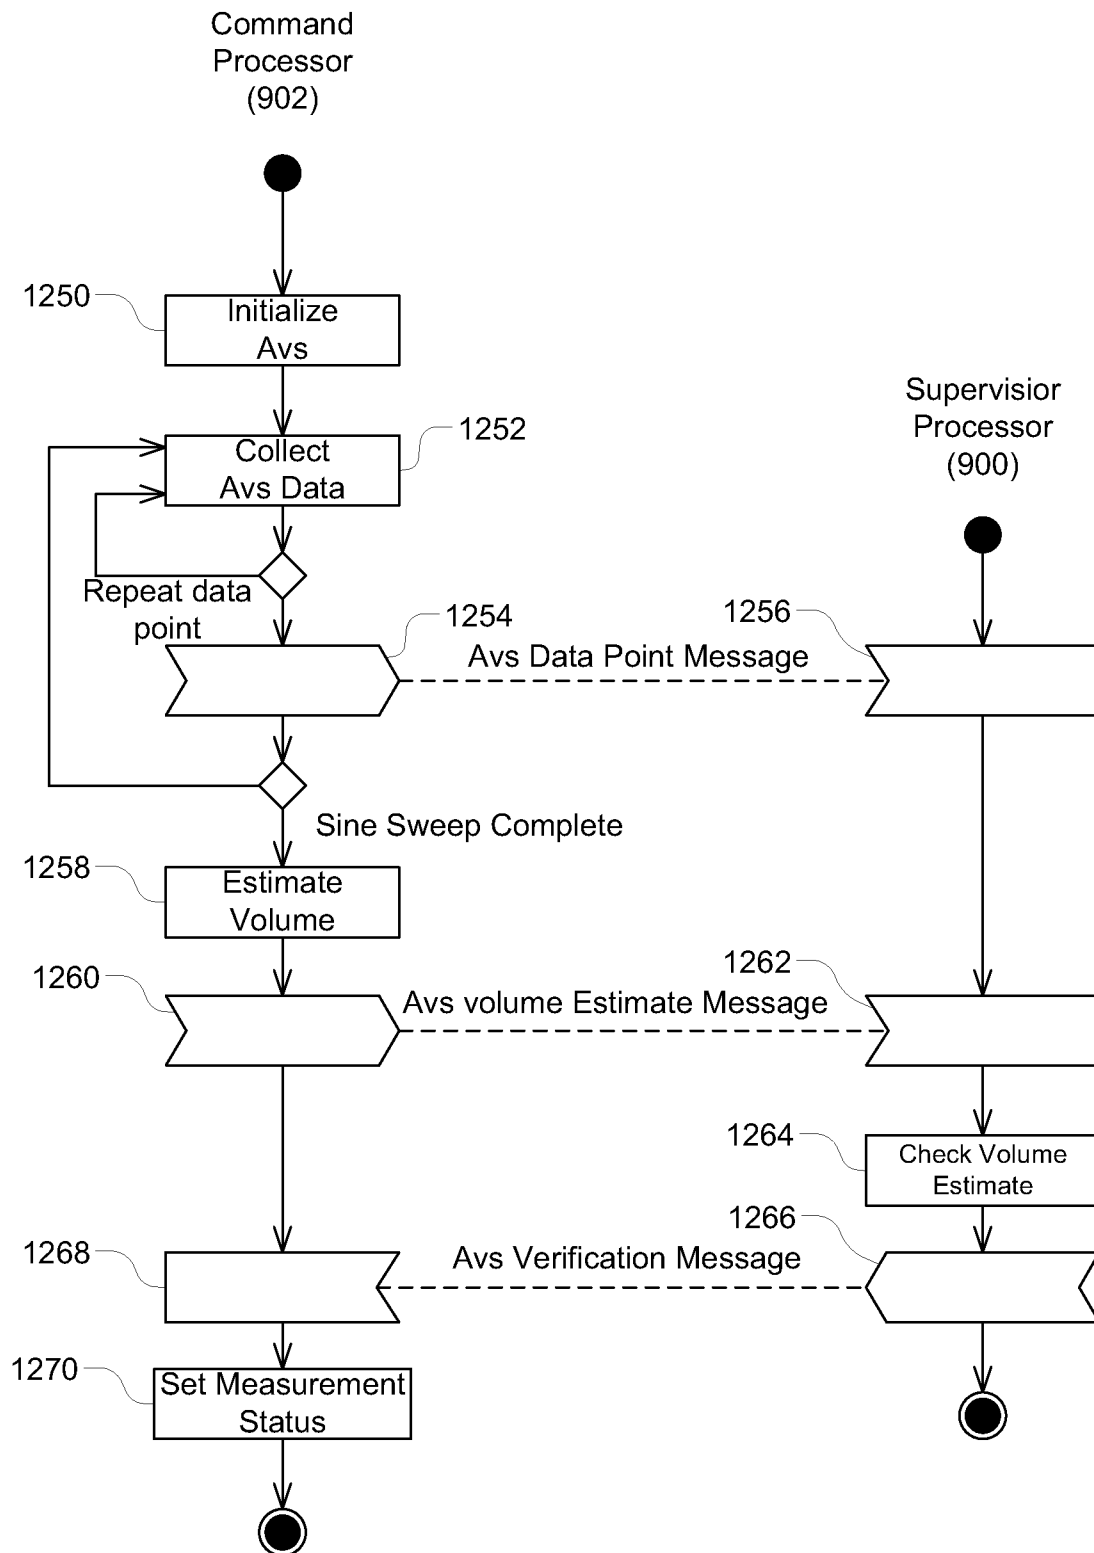 Command
Processor
(902)
1250
Initialize
Avs
Supervisior
Processor
(900)
1252
Collect
Avs Data
Repeat data
point
1254
1256
Avs Data Point Message
Sine Sweep Complete
1258
Estimate
Volume
1260
1262
Avs volume Estimate Message
1264
Check Volume
Estimate
1266
1268
Avs Verification Message
1270
Set Measurement
Status